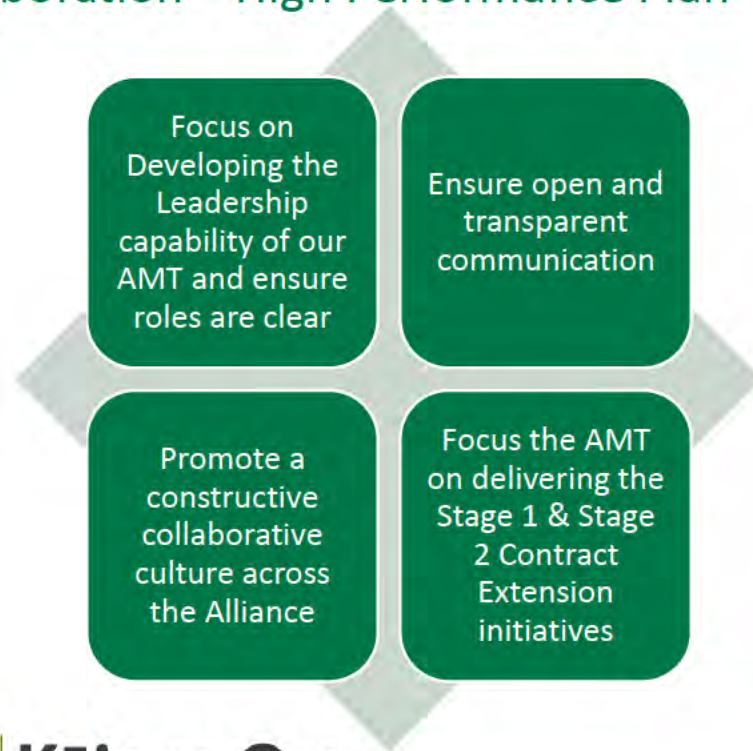 Focus on
Developing the
Leadership
capability of our
AMT and ensure
roles are clear
Ensure open and
transparent
communication
Promote a
constructive
collaborative
culture across
the Alliance
Focus the AMT
on delivering the
Stage 1 & Stage
2 Contract
Extension
initiatives